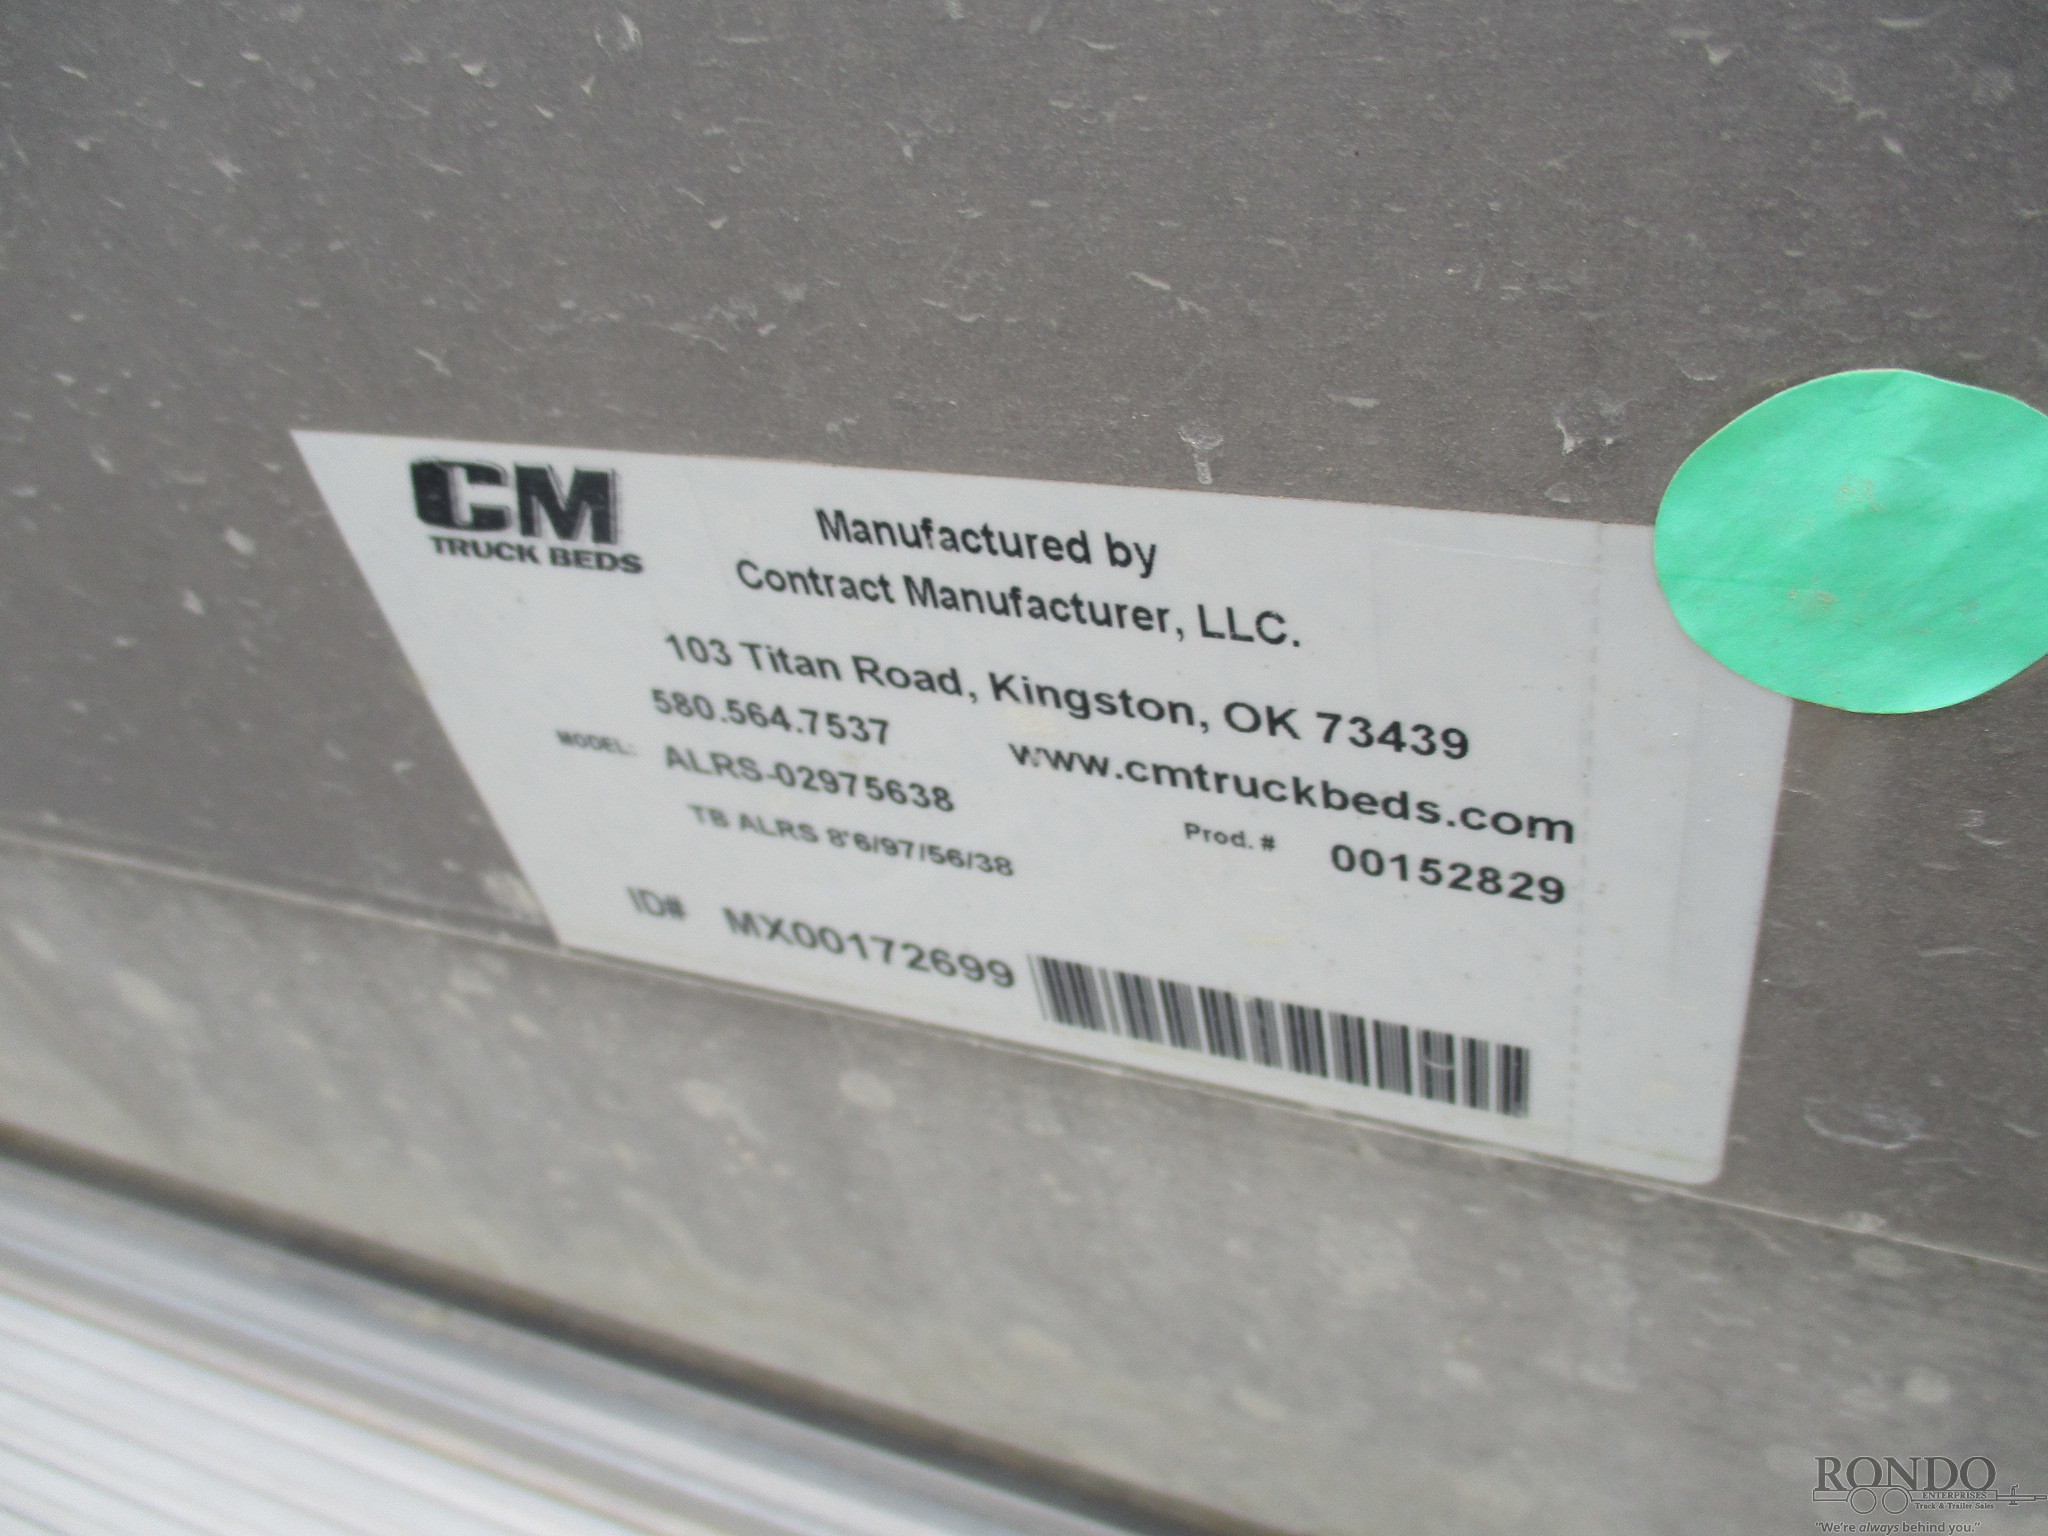 CM
TRUCK BEDS
Manufactured by
Contract Manufacturer, LLC.
103 Titan Road, Kingston, OK 73439
580.564.7537 www.cmtruckbeds.com
MODEL: ALRS-02975638
TB ALRS 8'6/97/56/38 Prod. # 00152829
ID# MX00172699
RONDO
ENTERPRISES
Truck & Trailer Sales
"We're always behind you."